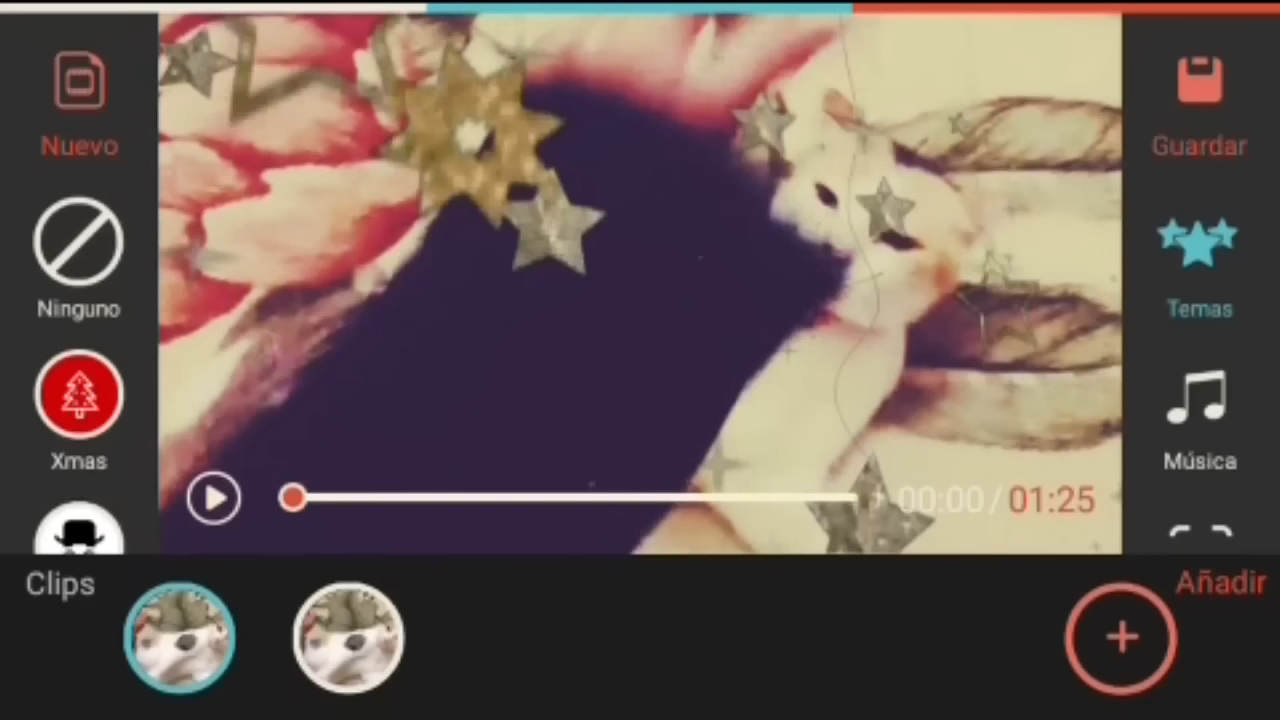 Nuevo
Ninguno
Xmas
Guardar
Temas
Música
00:00/01:25
Clips
Añadir